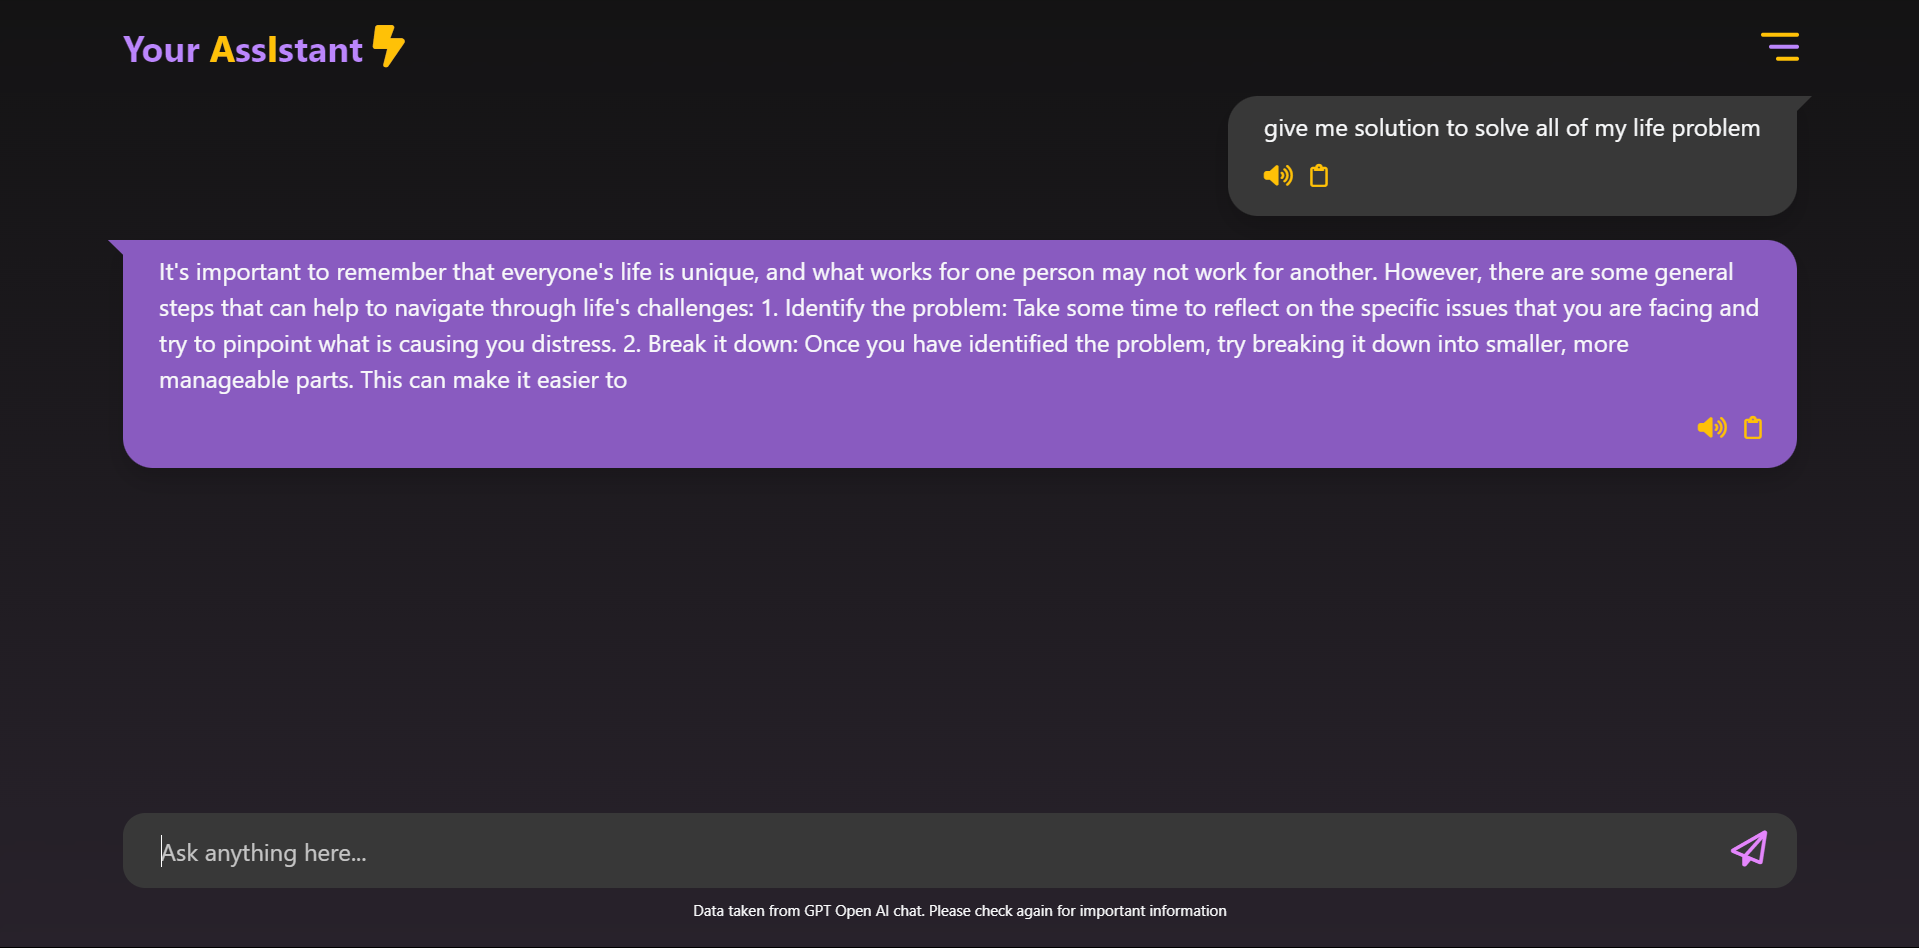 Your AssIstant
give me solution to solve all of my life problem
It's important to remember that everyone's life is unique, and what works for one person may not work for another. However, there are some general
steps that can help to navigate through life's challenges: 1. Identify the problem: Take some time to reflect on the specific issues that you are facing and
try to pinpoint what is causing you distress. 2. Break it down: Once you have identified the problem, try breaking it down into smaller, more
manageable parts. This can make it easier to
Ask anything here...
Data taken from GPT Open AI chat. Please check again for important information